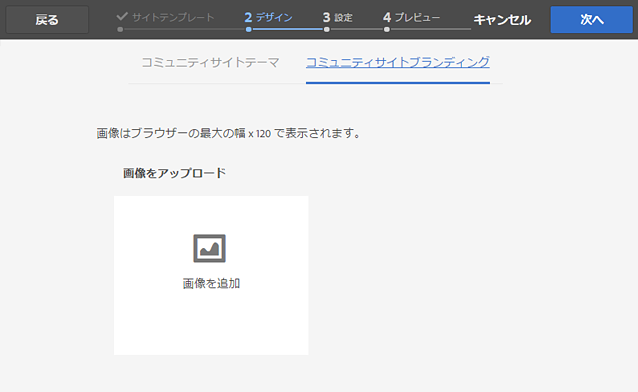 戻る
サイトテンプレート
2 デザイン
3 設定
4 プレビュー
キャンセル
次へ
コミュニティサイトテーマ
コミュニティサイトブランディング
画像はブラウザーの最大の幅 x 120 で表示されます。
画像をアップロード
画像を追加